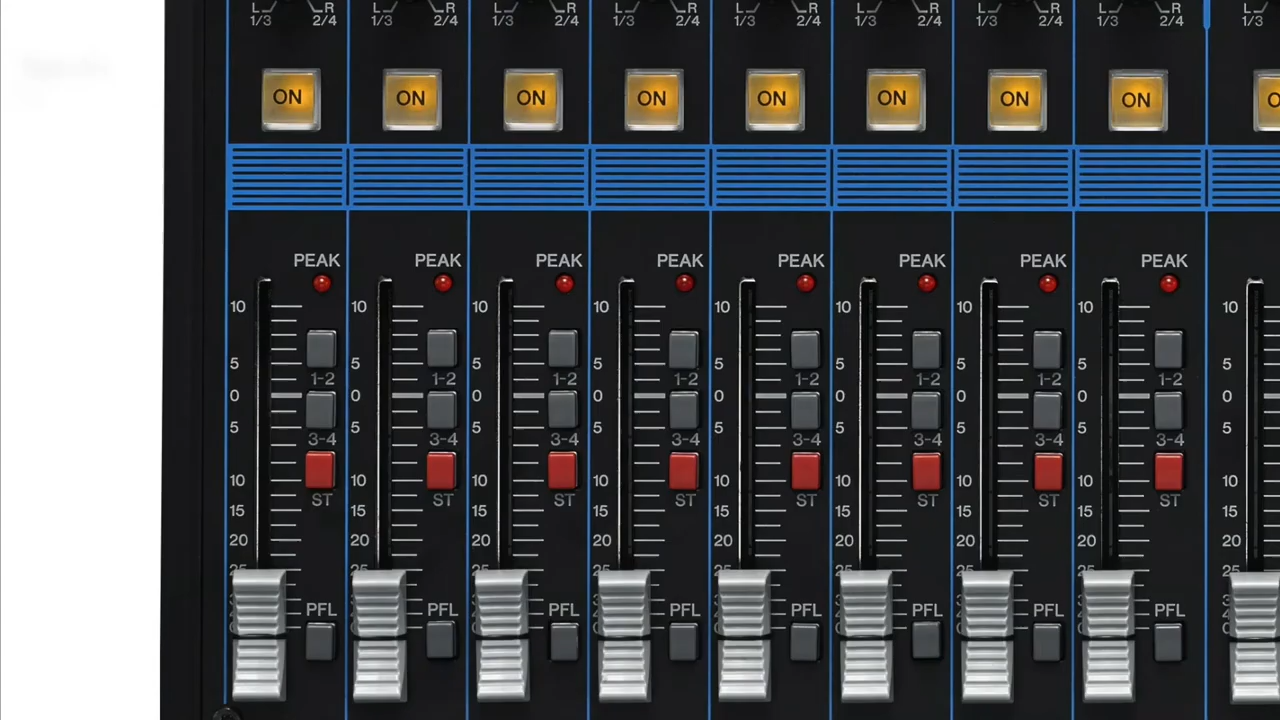 L R L R L R L R L R L R L R L R L
1/3 2/4 1/3 2/4 1/3 2/4 1/3 2/4 1/3 2/4 1/3 2/4 1/3 2/4 1/3 2/4 1/3
ON ON ON ON ON ON ON ON
PEAK PEAK PEAK PEAK PEAK PEAK PEAK PEAK
10 10 10 10 10 10 10 10 10
5 5 5 5 5 5 5 5 5
1-2 1-2 1-2 1-2 1-2 1-2 1-2 1-2
0 0 0 0 0 0 0 0 0
5 5 5 5 5 5 5 5 5
3-4 3-4 3-4 3-4 3-4 3-4 3-4 3-4
10 10 10 10 10 10 10 10 10
ST ST ST ST ST ST ST ST
15 15 15 15 15 15 15 15 15
20 20 20 20 20 20 20 20 20
PFL PFL PFL PFL PFL PFL PFL PFL